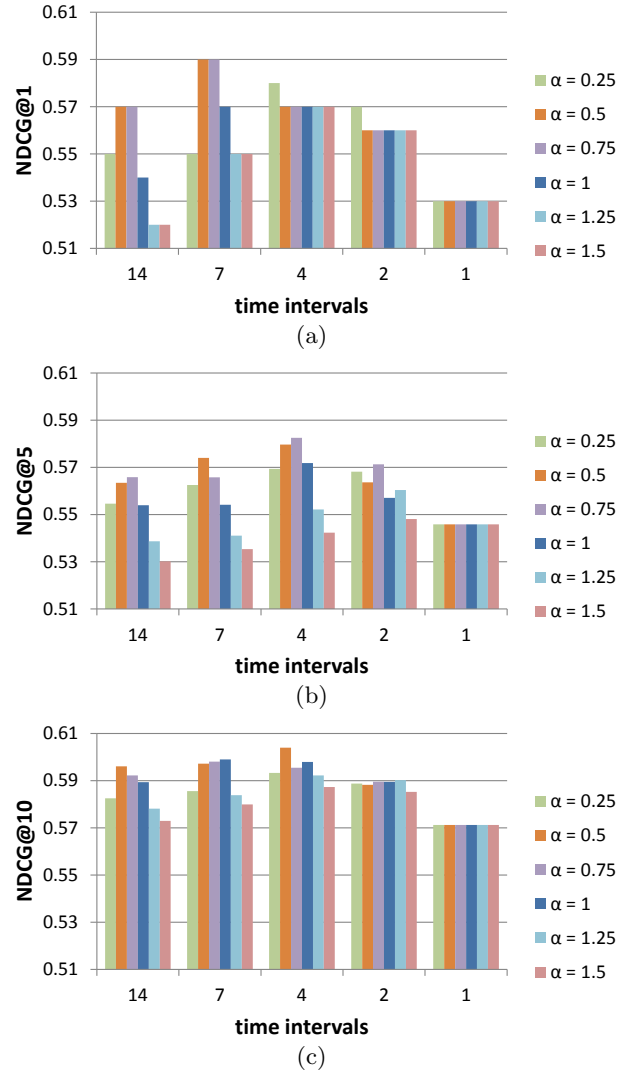 0.61
0.59
0.57
0.55
0.53
0.51
NDCG@1
14 7 4 2 1
time intervals
α = 0.25
α = 0.5
α = 0.75
α = 1
α = 1.25
α = 1.5
(a)
0.61
0.59
0.57
0.55
0.53
0.51
NDCG@5
14 7 4 2 1
time intervals
α = 0.25
α = 0.5
α = 0.75
α = 1
α = 1.25
α = 1.5
(b)
0.61
0.59
0.57
0.55
0.53
0.51
NDCG@10
14 7 4 2 1
time intervals
α = 0.25
α = 0.5
α = 0.75
α = 1
α = 1.25
α = 1.5
(c)